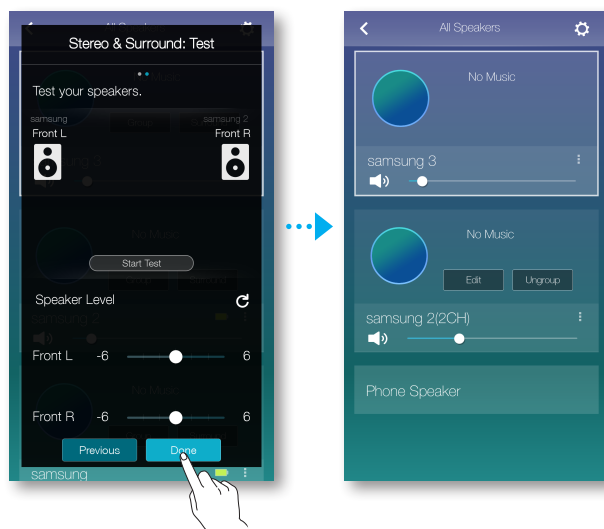 Stereo & Surround: Test
Test your speakers.
samsung
Front L
samsung 2
Front R
Start Test
Speaker Level
Front L -6 6
Front R -6 6
Previous Done
samsung
All Speakers
No Music
samsung 3
No Music
Edit Ungroup
samsung 2(2CH)
Phone Speaker